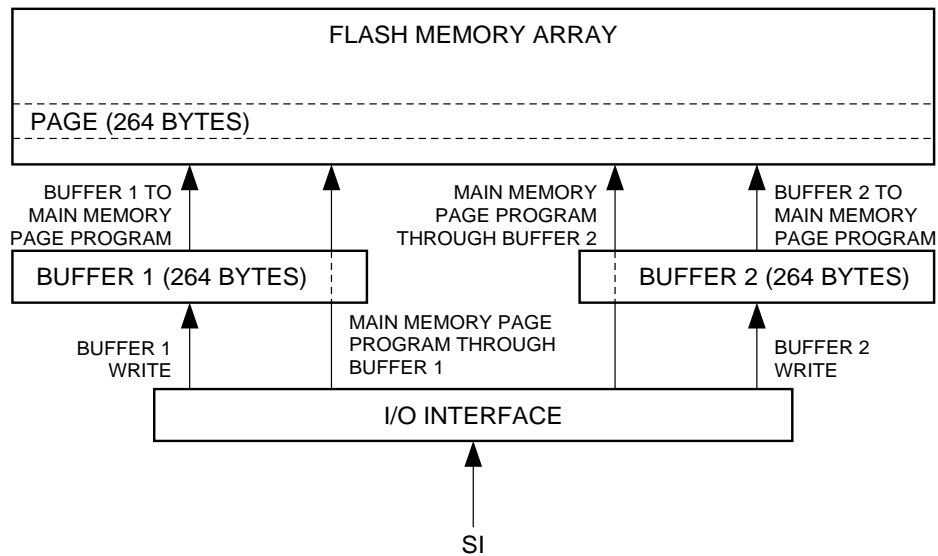 FLASH MEMORY ARRAY
PAGE (264 BYTES)
BUFFER 1 TO
MAIN MEMORY
PAGE PROGRAM
MAIN MEMORY
PAGE PROGRAM
THROUGH BUFFER 2
BUFFER 2 TO
MAIN MEMORY
PAGE PROGRAM
BUFFER 1 (264 BYTES)
BUFFER 2 (264 BYTES)
BUFFER 1
WRITE
MAIN MEMORY PAGE
PROGRAM THROUGH
BUFFER 1
BUFFER 2
WRITE
I/O INTERFACE
SI